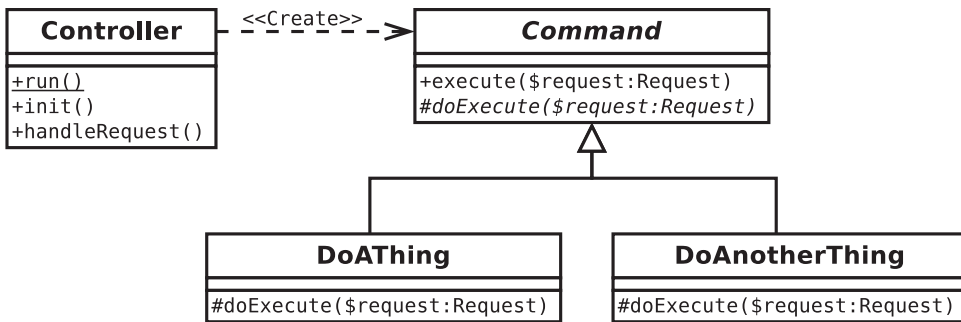 Controller
+run()
+init()
+handleRequest()
<<Create>>
Command
+execute($request:Request)
#doExecute($request:Request)
DoAThing
#doExecute($request:Request)
DoAnotherThing
#doExecute($request:Request)